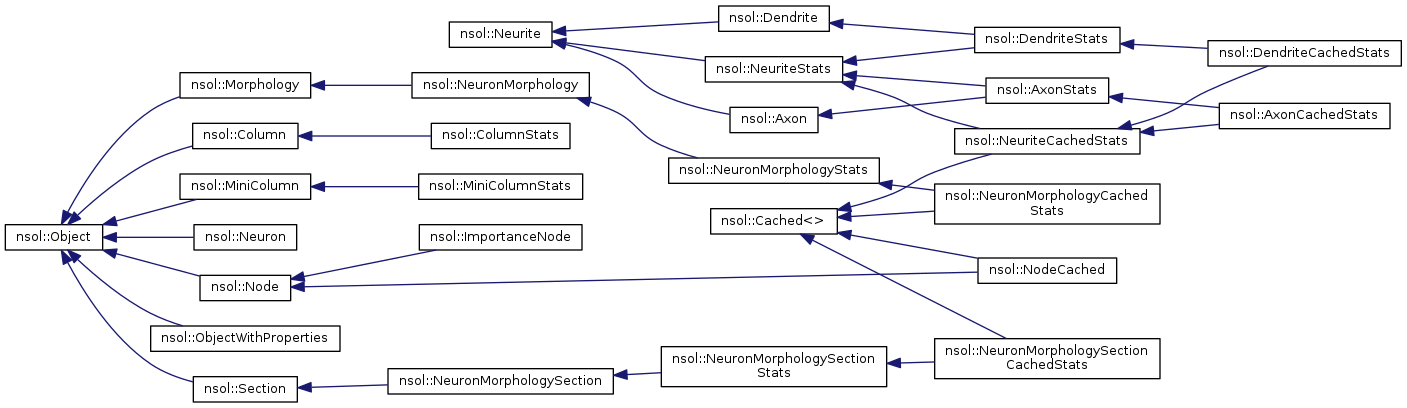 nsol::Dendrite
nsol::Neurite
nsol::DendriteStats
nsol::DendriteCachedStats
nsol::NeuriteStats
nsol::Morphology
nsol::NeuronMorphology
nsol::AxonStats
nsol::AxonCachedStats
nsol::Axon
nsol::Column
nsol::ColumnStats
nsol::NeuriteCachedStats
nsol::NeuronMorphologyStats
nsol::MiniColumn
nsol::MiniColumnStats
nsol::NeuronMorphologyCached
Stats
nsol::Cached<>
nsol::Object
nsol::Neuron
nsol::ImportanceNode
nsol::NodeCached
nsol::Node
nsol::ObjectWithProperties
nsol::NeuronMorphologySection
CachedStats
nsol::NeuronMorphologySection
Stats
nsol::NeuronMorphologySection
nsol::Section